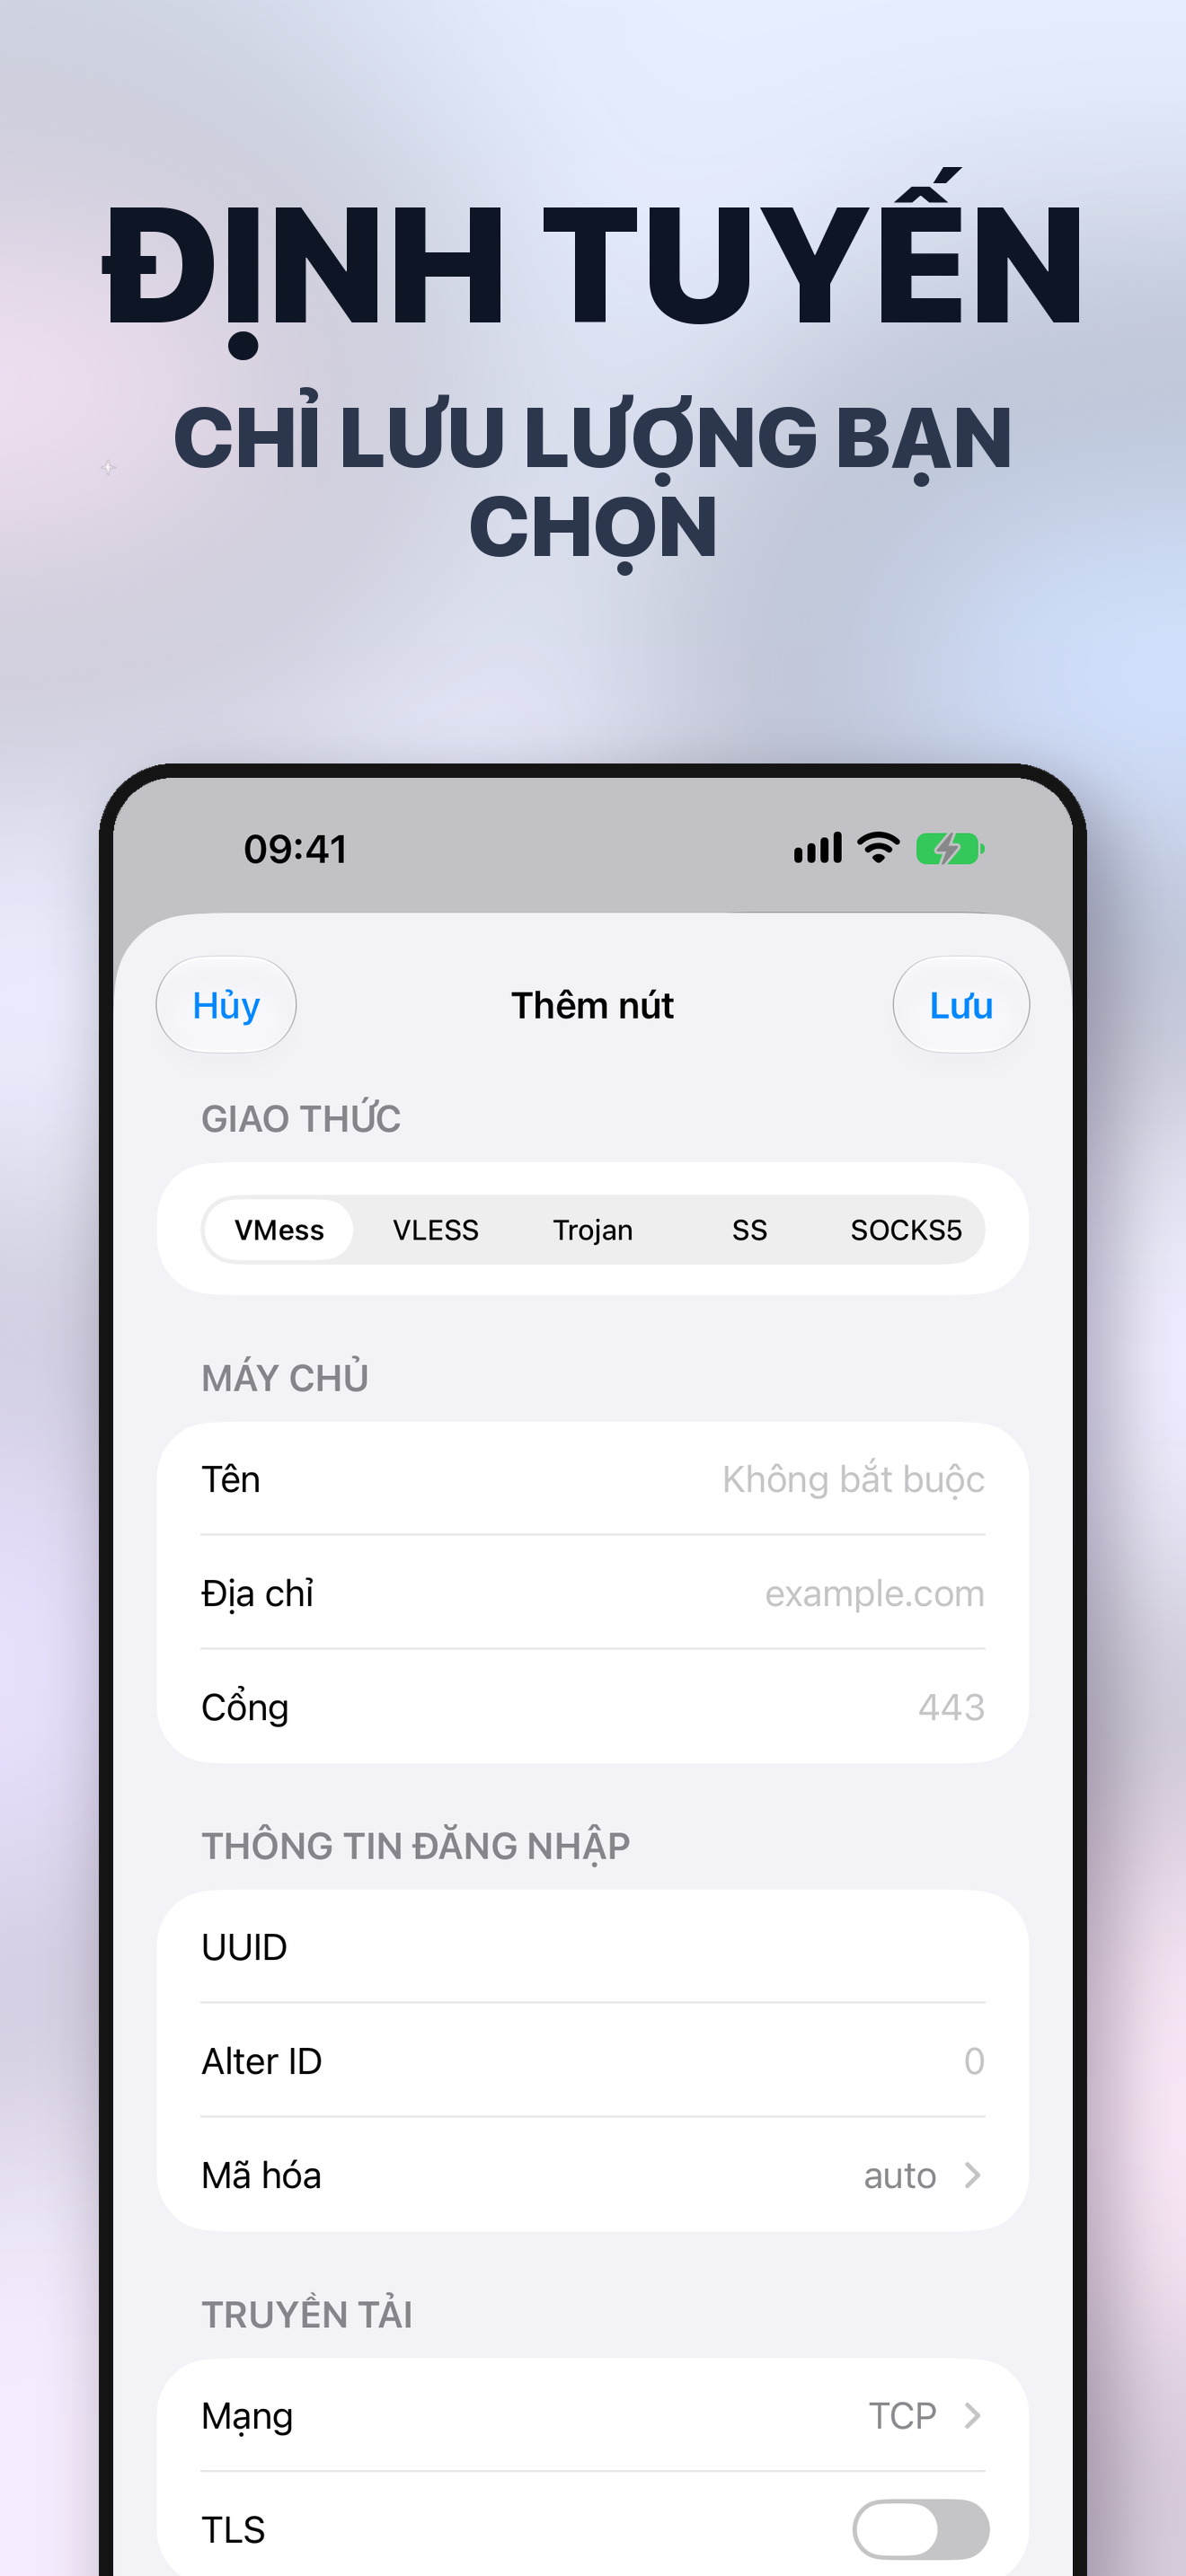 ĐỊNH TUYẾN
CHỈ LƯU LƯỢNG BẠN
CHỌN
09:41
Hủy
Thêm nút
Lưu
GIAO THỨC
VMess
VLESS
Trojan
SS
SOCKS5
MÁY CHỦ
Tên
Không bắt buộc
Địa chỉ
example.com
Cổng
443
THÔNG TIN ĐĂNG NHẬP
UUID
Alter ID
0
Mã hóa
auto
TRUYỀN TẢI
Mạng
TCP
TLS